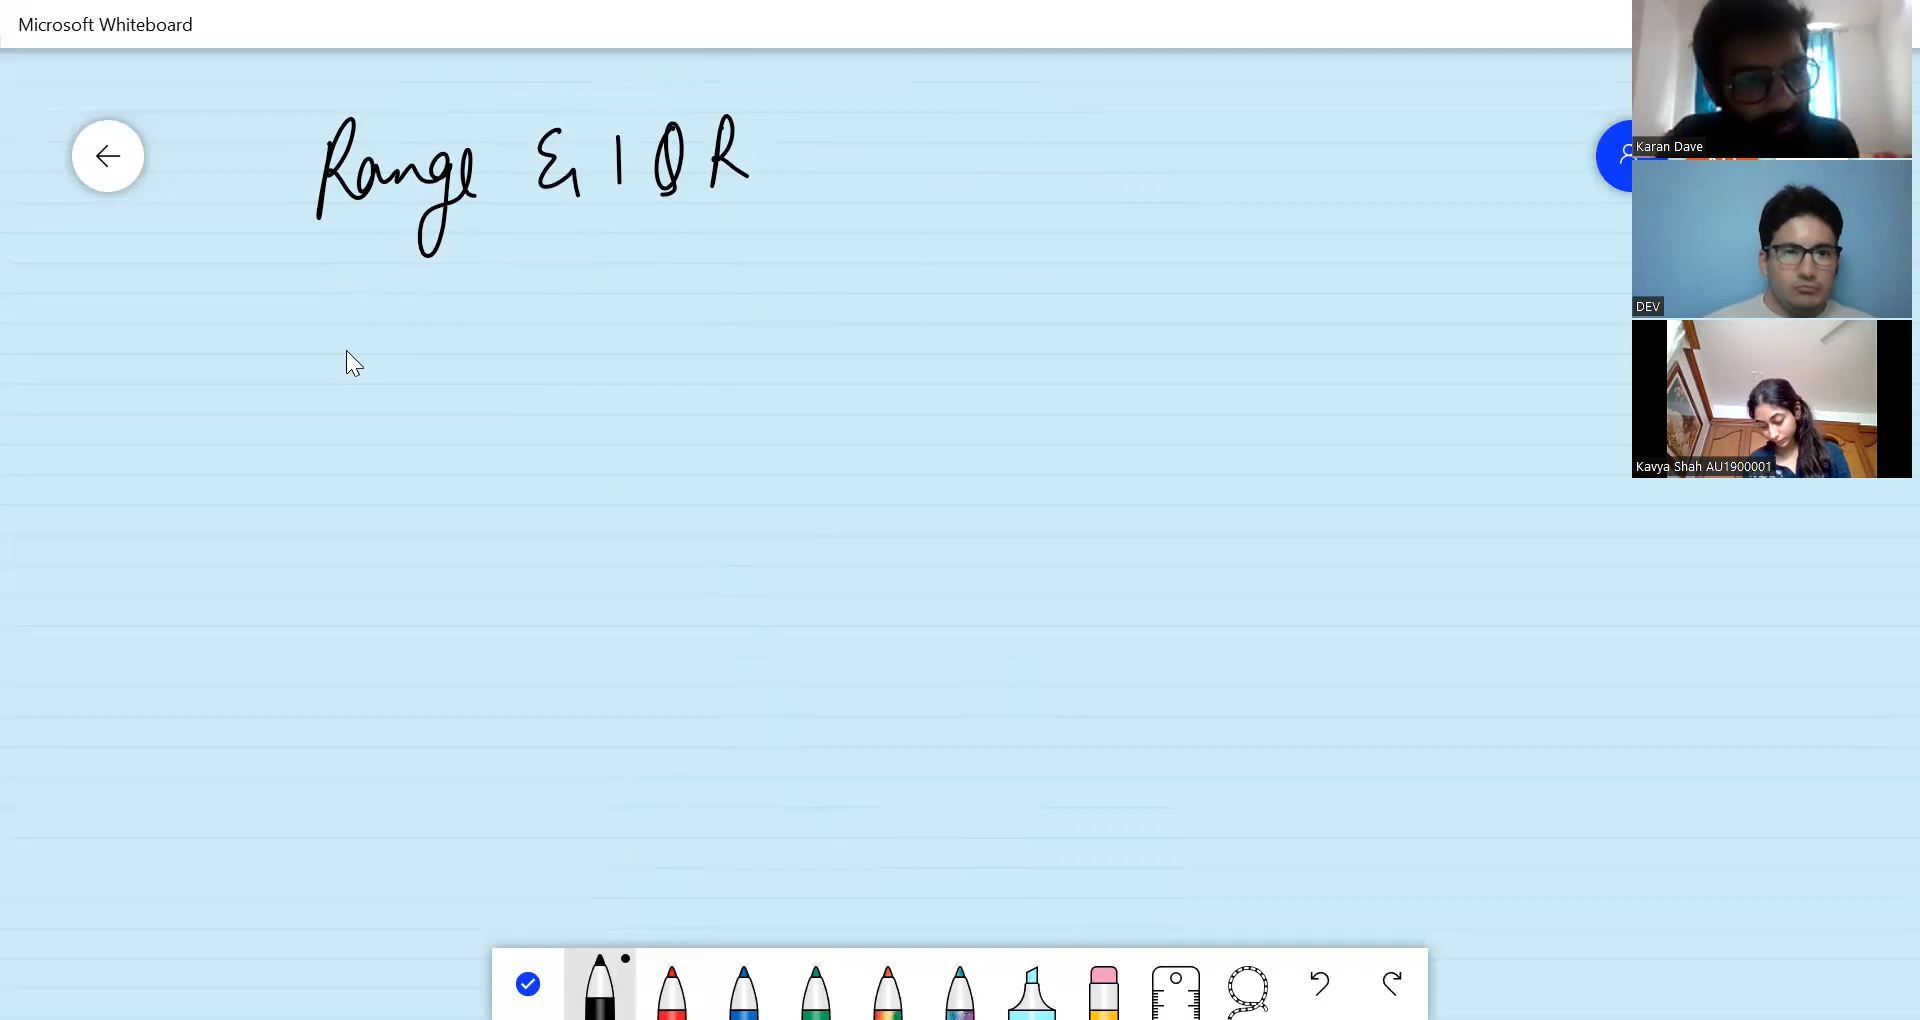 Microsoft Whiteboard
Range & IQR
Karan Dave
DEV
Kavya Shah AU1900001